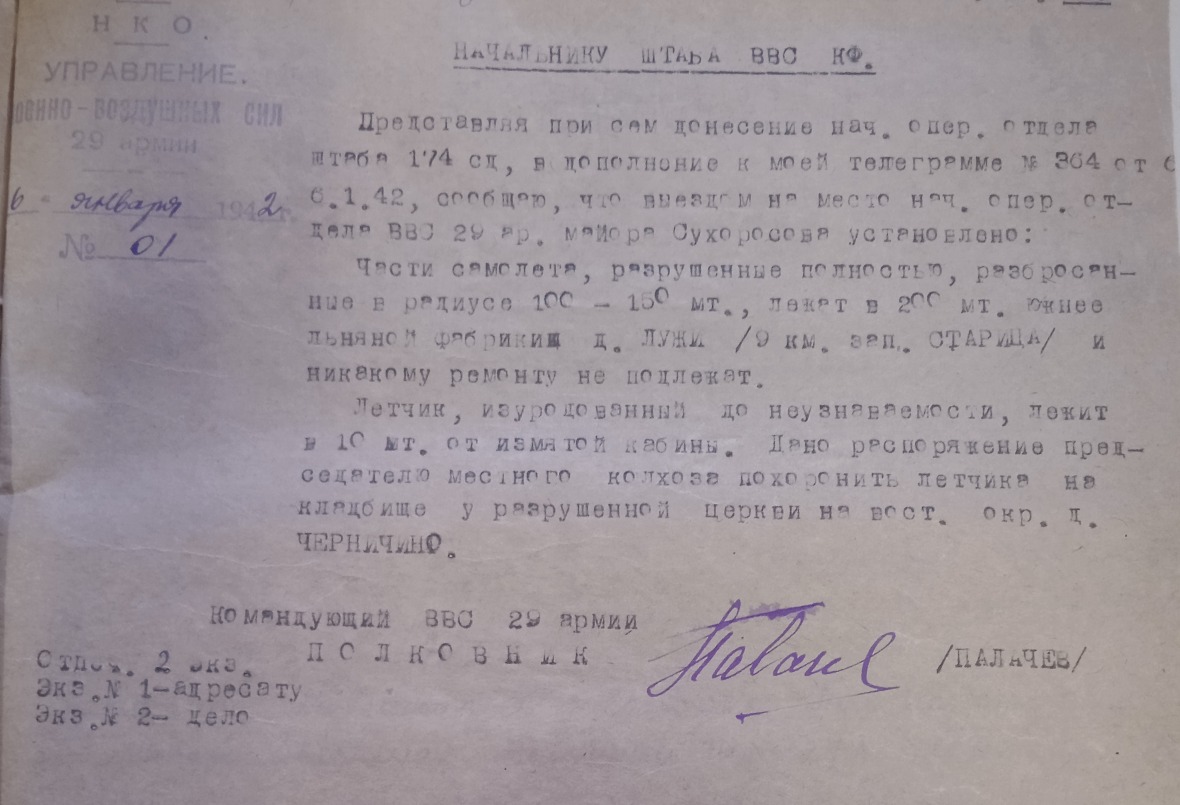 Н К О.
УПРАВЛЕНИЕ.
ОЕННО-ВОЗДУШНЫХ СИЛ
29 армии
6 - января 1942г.
№ 01
НАЧАЛЬНИКУ ШТАБА ВВС КФ.
Представляя при сем донесение нач. опер. отдела
штаба 174 сд, в дополнение к моей телеграмме № 364 от 6
6.1.42, сообщаю, что выездом на место нач. опер. от-
дела ВВС 29 ар. майора Сухоросова установлено:
Части самолета, разрушенные полностью, разбросан-
ные в радиусе 100 - 150 мт., лежат в 200 мт. южнее
льняной фабрики д. ЛУЖИ /9 км. зап. СТАРИЦА/ и
никакому ремонту не подлежат.
Летчик, изуродованный до неузнаваемости, лежит
в 10 мт. от измятой кабины. Дано распоряжение пред-
седателю местного колхоза похоронить летчика на
кладбище у разрушенной церкви на вост. окр. д.
ЧЕРНИЧИНО.
Командующий ВВС 29 армии
ПОЛКОВНИК /ПАЛАЧЕВ/
Отпеч. 2 экз.
Экз.№ 1-адресату
Экз.№ 2- дело